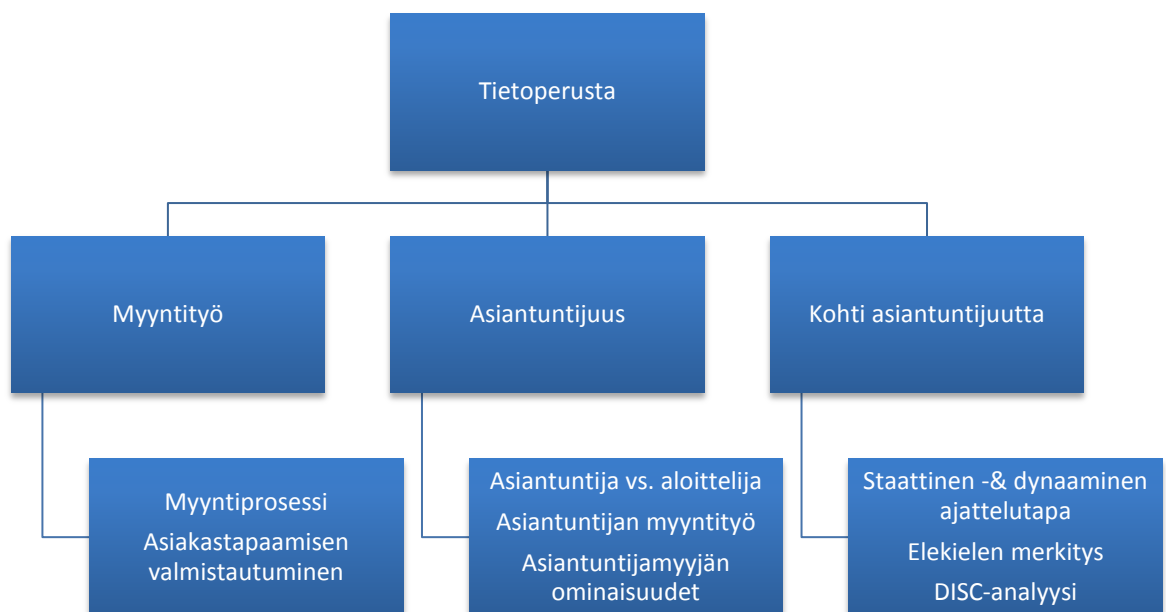 Tietoperusta
Myyntityö
Asiantuntijuus
Kohti asiantuntijuutta
Myyntiprosessi
Asiakastapaamisen
valmistautuminen
Asiantuntija vs. aloittelija
Asiantuntijan myyntityö
Asiantuntijamyyjän
ominaisuudet
Staattinen -& dynaaminen
ajattelutapa
Elekielen merkitys
DISC-analyysi